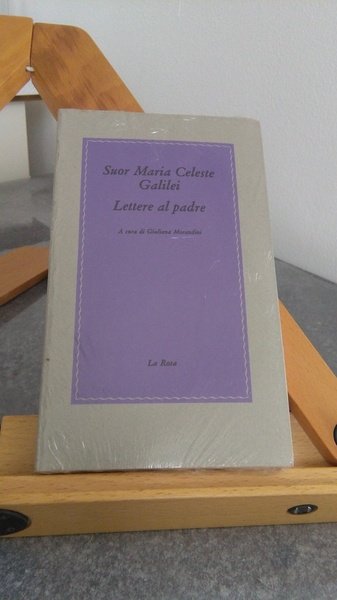 Suor Maria Celeste
Galilei
Lettere al padre
A cura di Giuliana Morandini
La Rosa